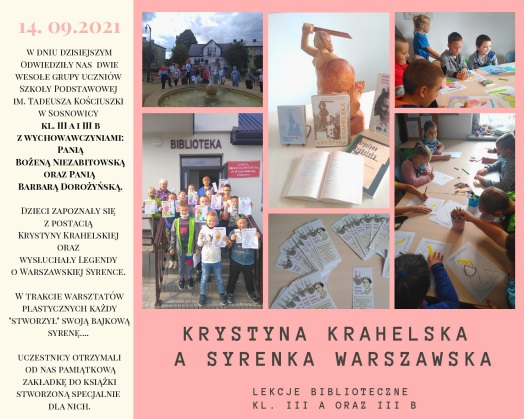 14. 09.2021
W DNIU DZISIEJSZYM
ODWIEDZIŁY NAS DWIE
WESOŁE GRUPY UCZNIÓW
SZKOŁY PODSTAWOWEJ
IM. TADEUSZA KOŚCIUSZKI
W SOSNOWICY
KL. III A I III B
Z WYCHOWAWCZYNIAMI:
PANIĄ
BOŻENĄ NIEZABITOWSKĄ
ORAZ PANIĄ
BARBARĄ DOROŻYŃSKĄ.
DZIECI ZAPOZNAŁY SIĘ
Z POSTACIĄ
KRYSTYNY KRAHELSKIEJ
ORAZ
WYSŁUCHAŁY LEGENDY
O WARSZAWSKIEJ SYRENCE.
W TRAKCIE WARSZTATÓW
PLASTYCZNYCH KAŻDY
"STWORZYŁ" SWOJĄ BAJKOWĄ
SYRENĘ....
UCZESTNICY OTRZYMALI
OD NAS PAMIĄTKOWĄ
ZAKŁADKĘ DO KSIĄŻKI
STWORZONĄ SPECJALNIE
DLA NICH.
BIBLIOTEKA
KRYSTYNA KRAHELSKA
A SYRENKA WARSZAWSKA
LEKCJE BIBLIOTECZNE
KL. III A ORAZ III B